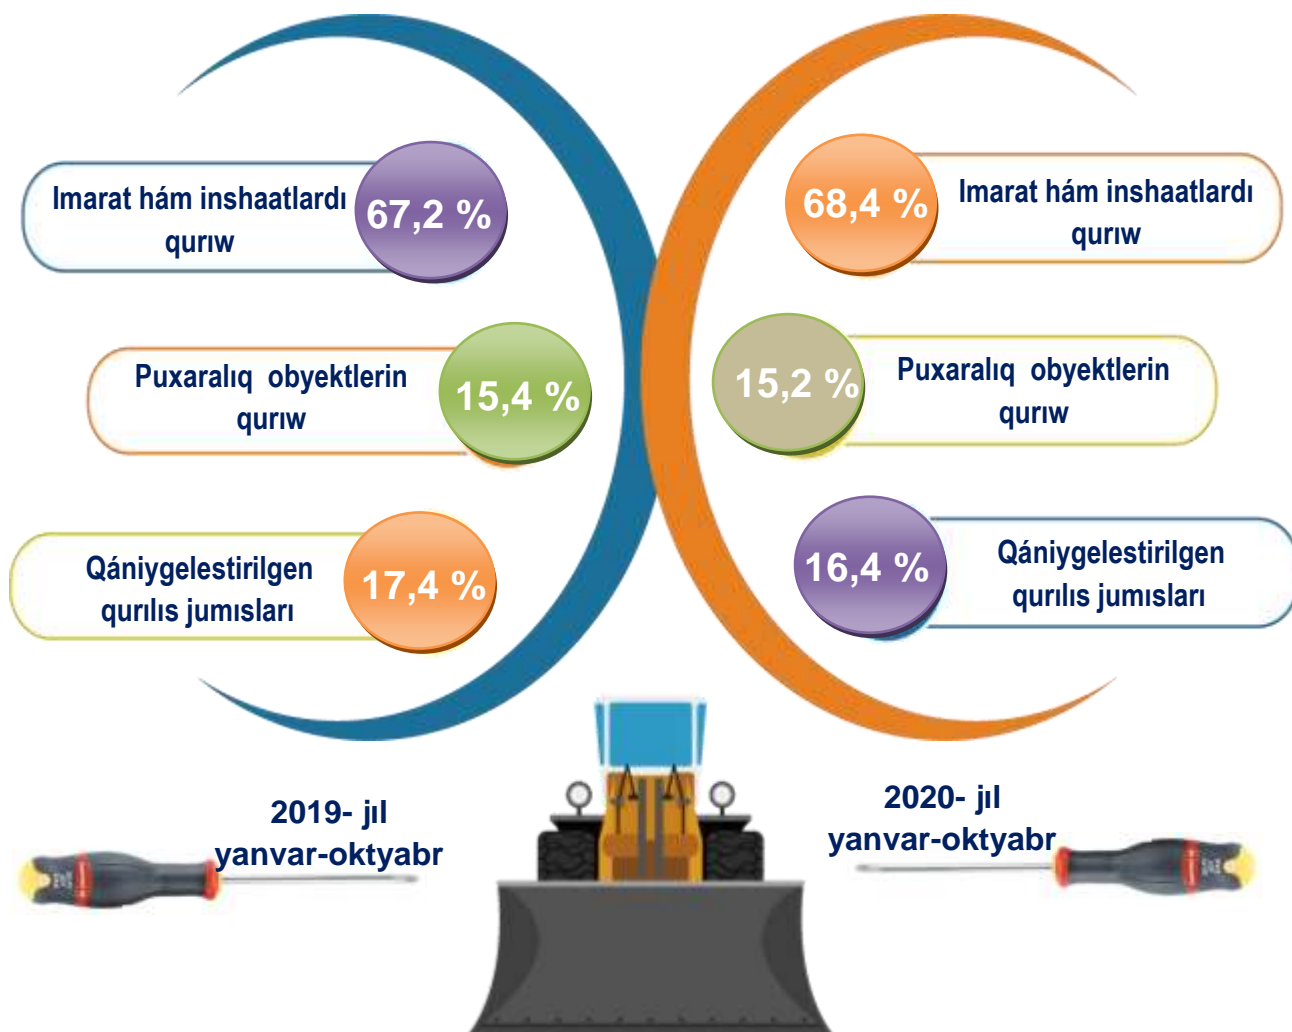 Imarat hám inshaatlardı
qurıw
67,2 %
Puxaralıq obyektlerin
qurıw
15,4 %
Qániygelestirilgen
qurılıs jumısları
17,4 %
2019- jıl
yanvar-oktyabr
68,4 %
Imarat hám inshaatlardı
qurıw
15,2 %
Puxaralıq obyektlerin
qurıw
16,4 %
Qániygelestirilgen
qurılıs jumısları
2020- jıl
yanvar-oktyabr